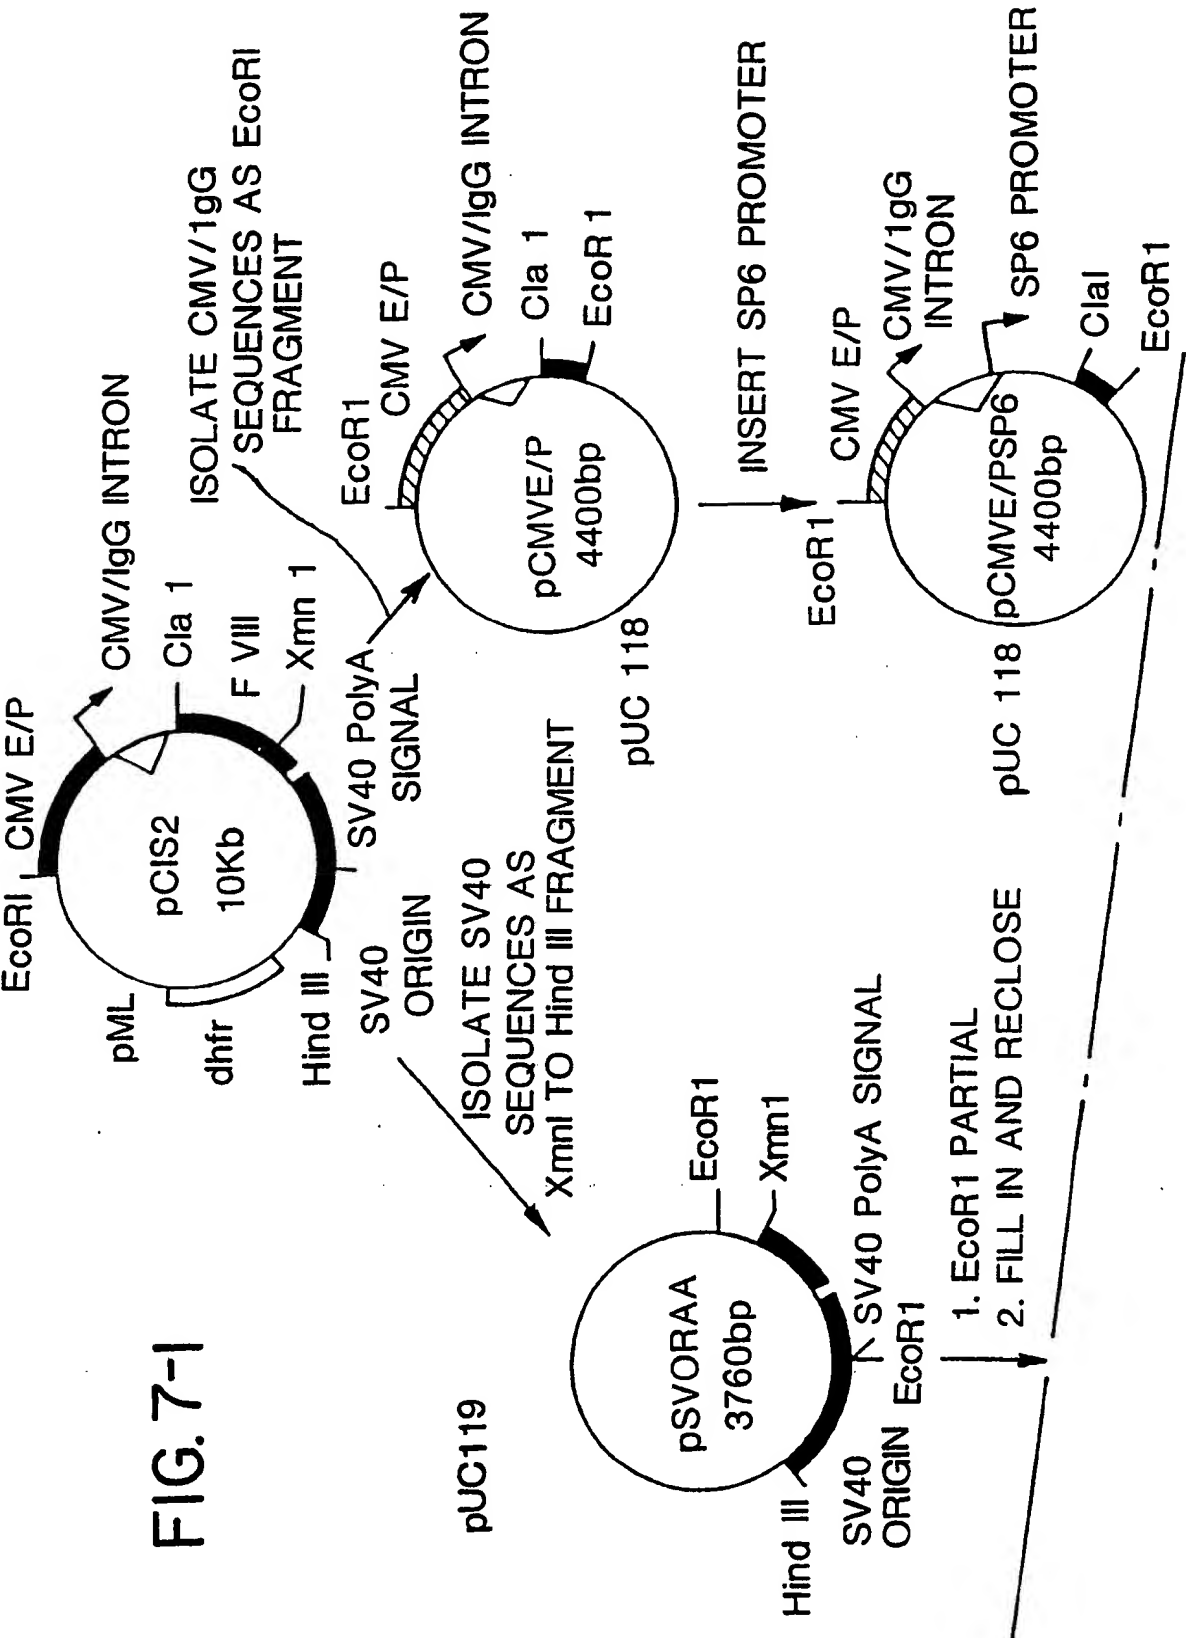 FIG. 7-1
EcoRI
CMV E/P
CMV/IgG INTRON
pML
pCIS2
10Kb
Cla 1
F VIII
Xmn 1
dhfr
Hind III
SV40 PolyA
SIGNAL
SV40
ORIGIN
ISOLATE CMV/1gG
SEQUENCES AS EcoRI
FRAGMENT
ISOLATE SV40
SEQUENCES AS
XmnI TO Hind III FRAGMENT
EcoR1
CMV E/P
CMV/IgG INTRON
pCMVE/P
4400bp
Cla 1
EcoR1
pUC 118
INSERT SP6 PROMOTER
pUC119
EcoR1
Xmn1
pSVORAA
3760bp
Hind III
SV40 PolyA SIGNAL
SV40
ORIGIN
EcoR1
1. EcoR1 PARTIAL
2. FILL IN AND RECLOSE
EcoR1
CMV E/P
CMV/1gG
INTRON
pCMVE/PSP6
4400bp
SP6 PROMOTER
ClaI
EcoR1
pUC 118